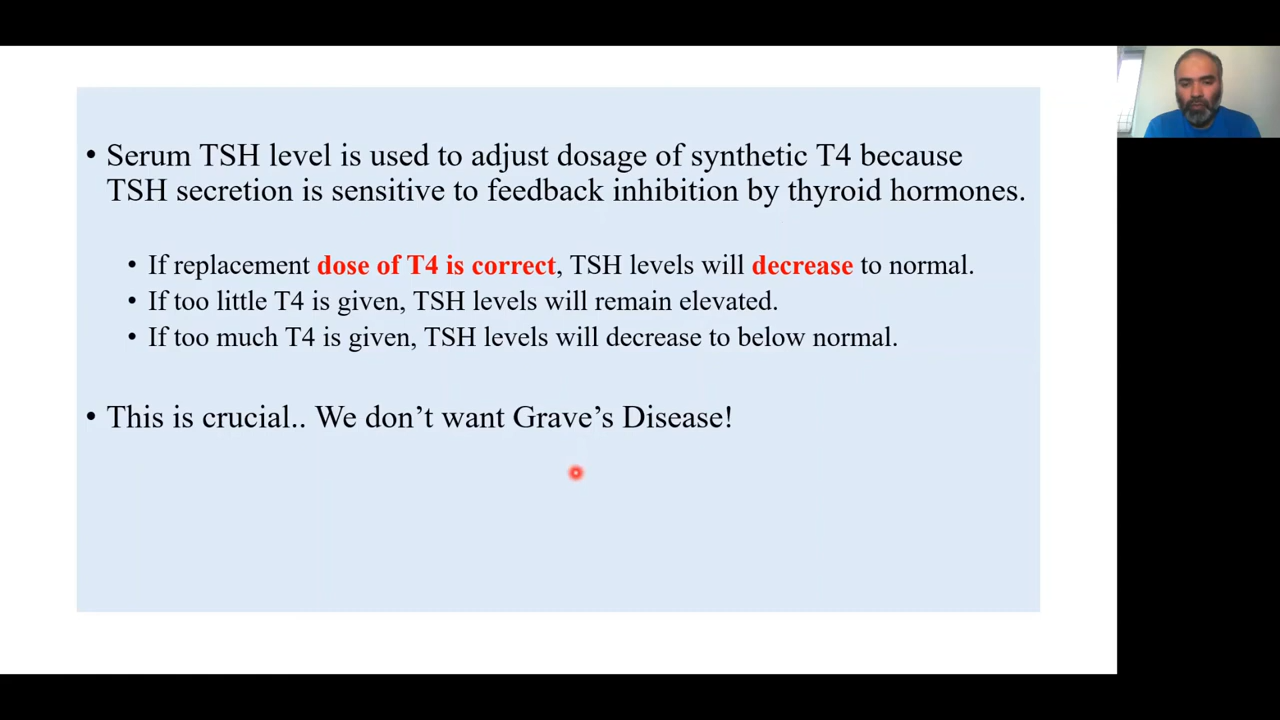 • Serum TSH level is used to adjust dosage of synthetic T4 because
TSH secretion is sensitive to feedback inhibition by thyroid hormones.
• If replacement dose of T4 is correct, TSH levels will decrease to normal.
• If too little T4 is given, TSH levels will remain elevated.
• If too much T4 is given, TSH levels will decrease to below normal.
• This is crucial.. We don’t want Grave’s Disease!